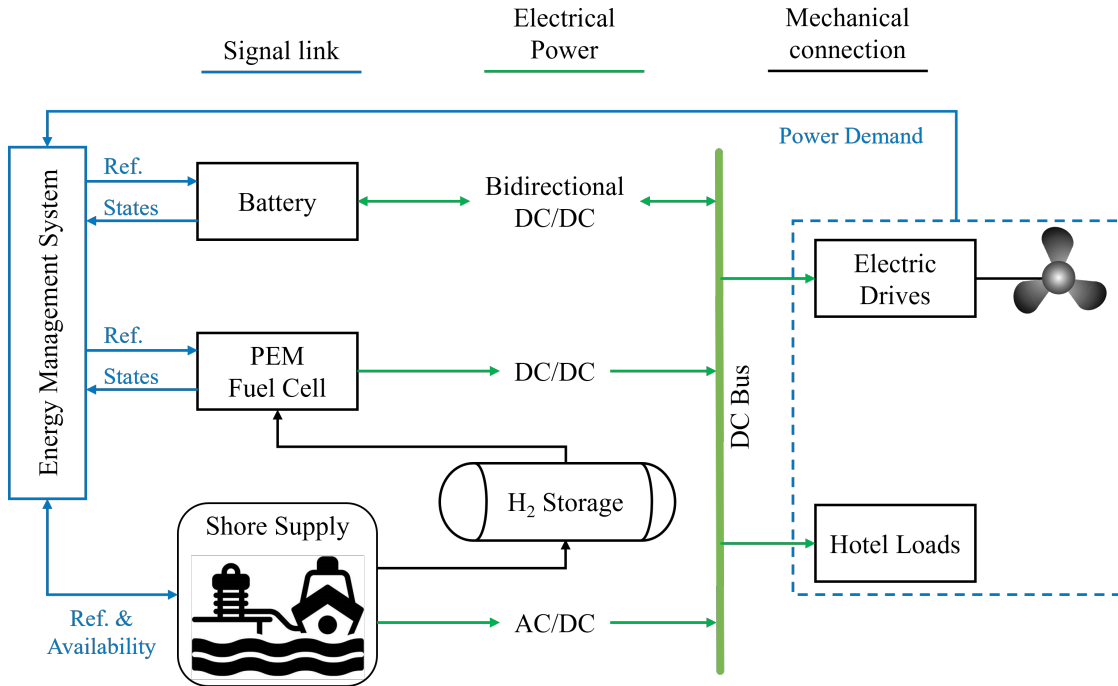 Signal link
Electrical
Power
Mechanical
connection
Power Demand
Energy Management System
Ref.
States
Battery
Bidirectional
DC/DC
Electric
Drives
Ref.
States
PEM
Fuel Cell
DC/DC
DC Bus
H₂ Storage
Hotel Loads
Shore Supply
Ref. &
Availability
AC/DC